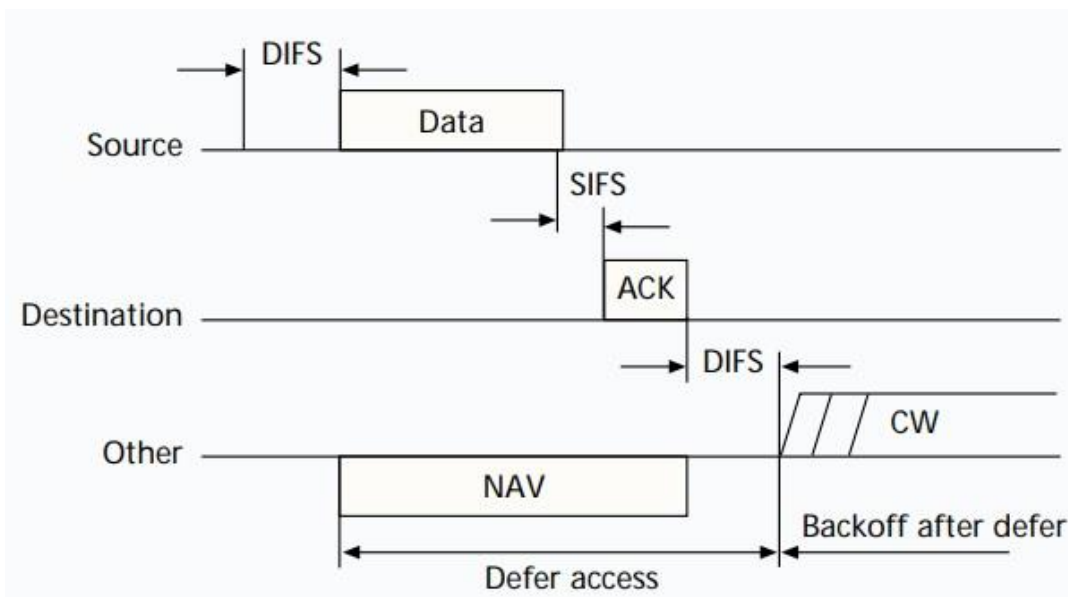 DIFS
Data
Source
SIFS
ACK
Destination
DIFS
CW
Other
NAV
Backoff after defer
Defer access